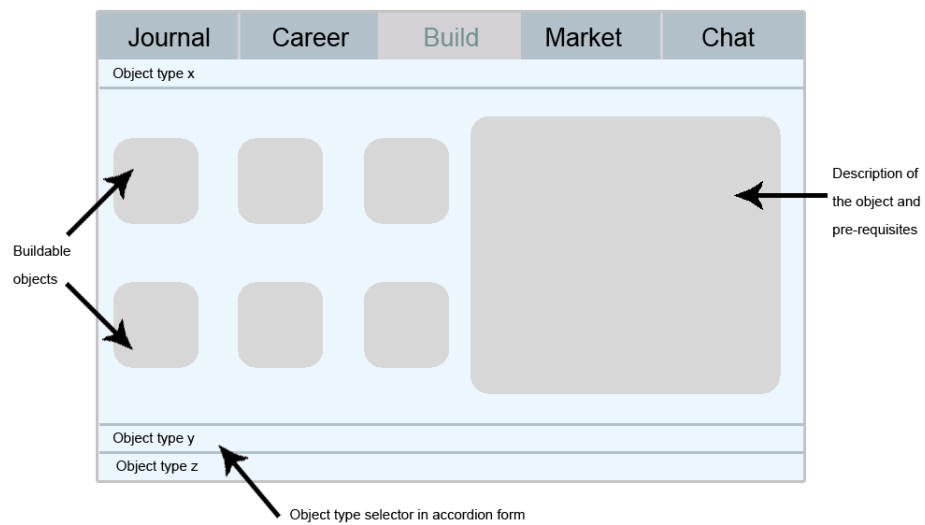 Journal Career Build Market Chat
Object type x
Description of
the object and
pre-requisites
Buildable
objects
Object type y
Object type z
Object type selector in accordion form